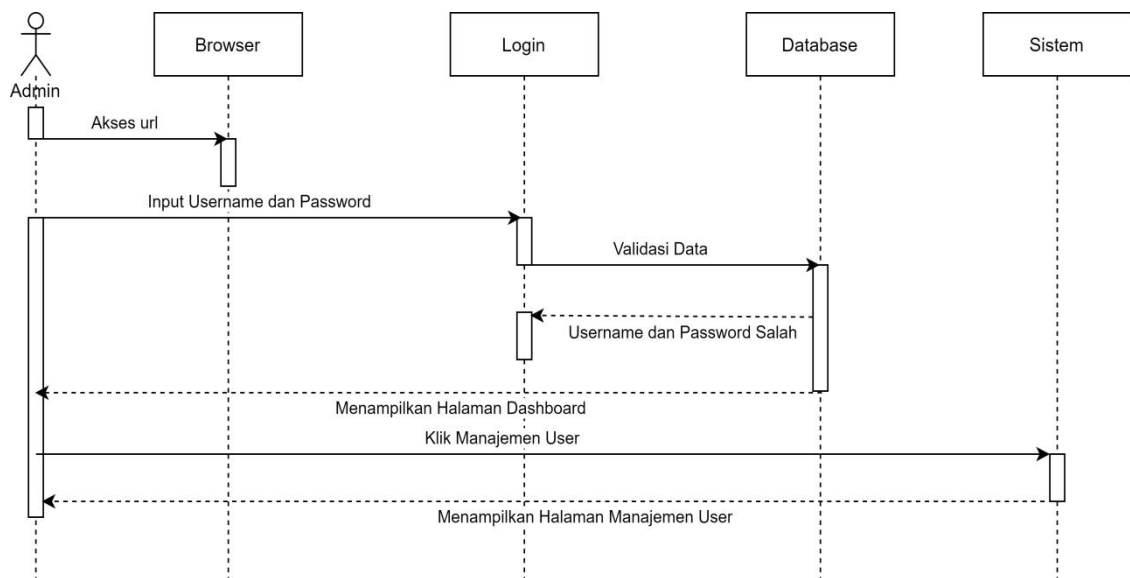 Browser
Login
Database
Sistem
Admin
Akses url
Input Username dan Password
Validasi Data
Username dan Password Salah
Menampilkan Halaman Dashboard
Klik Manajemen User
Menampilkan Halaman Manajemen User